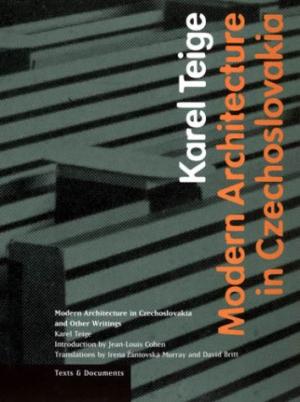 Karel Teige
Modern Architecture
in Czechoslovakia
Modern Architecture in Czechoslovakia
and Other Writings
Karel Teige
Introduction by Jean-Louis Cohen
Translations by Irena Žantovská Murray and David Britt
Texts & Documents